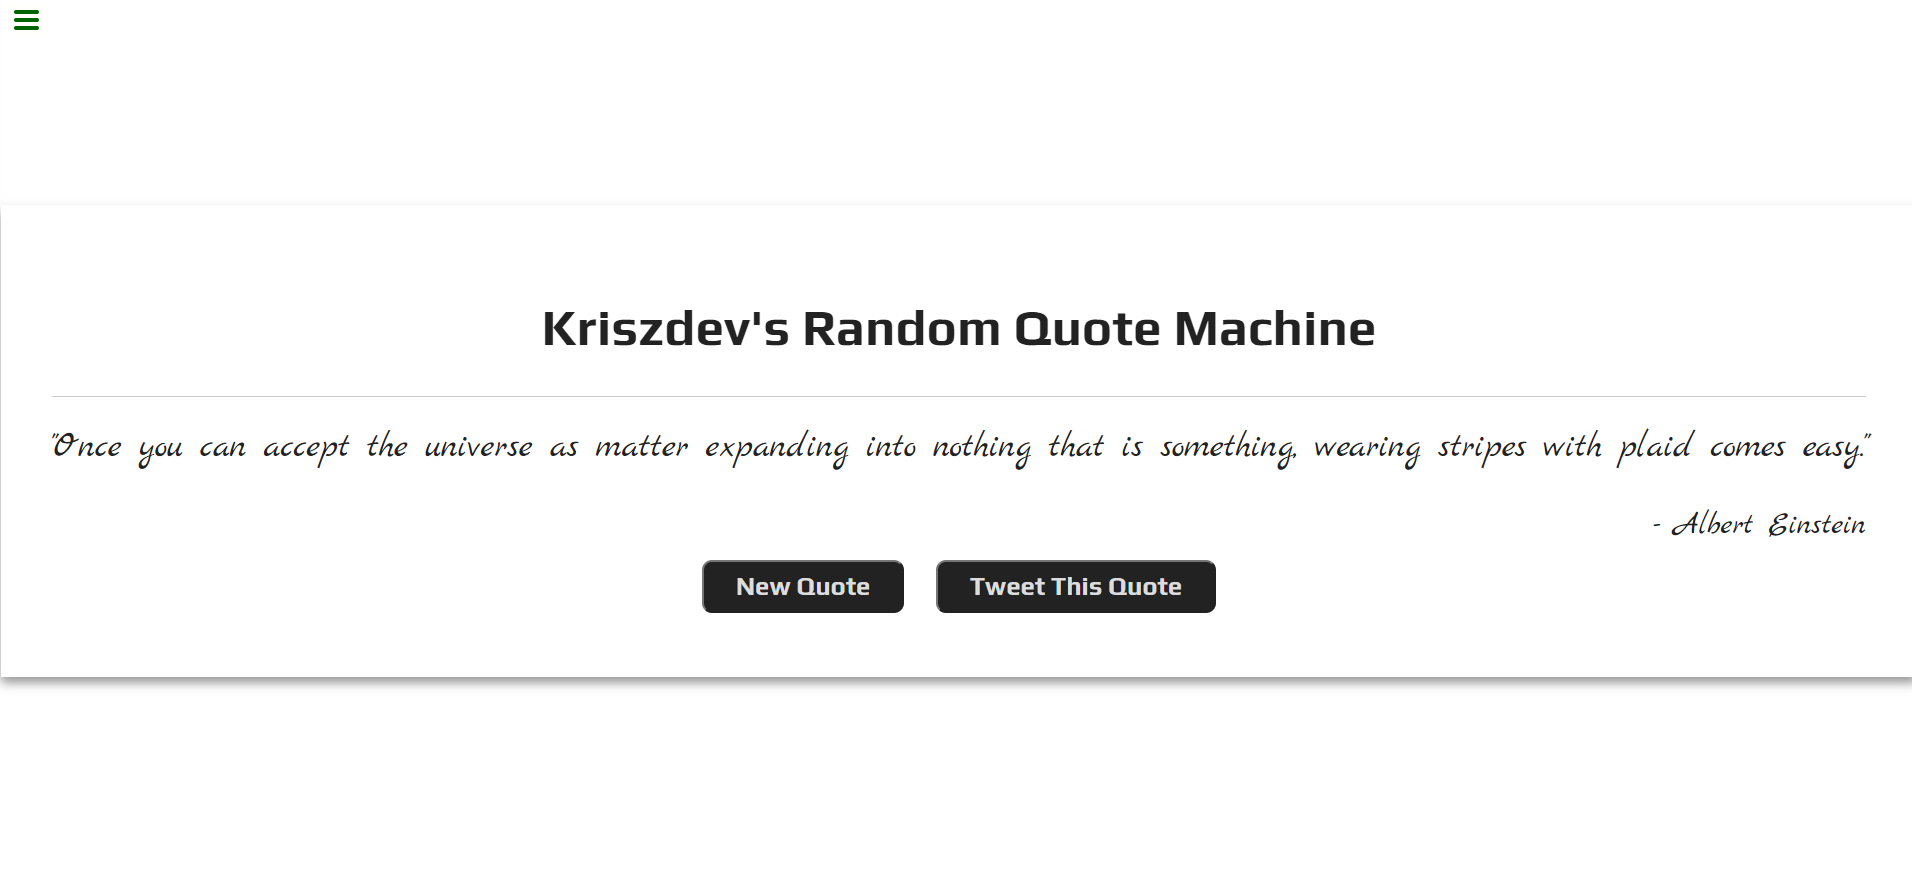 Kriszdev's Random Quote Machine
"Once you can accept the universe as matter expanding into nothing that is something, wearing stripes with plaid comes easy."
- Albert Einstein
New Quote Tweet This Quote